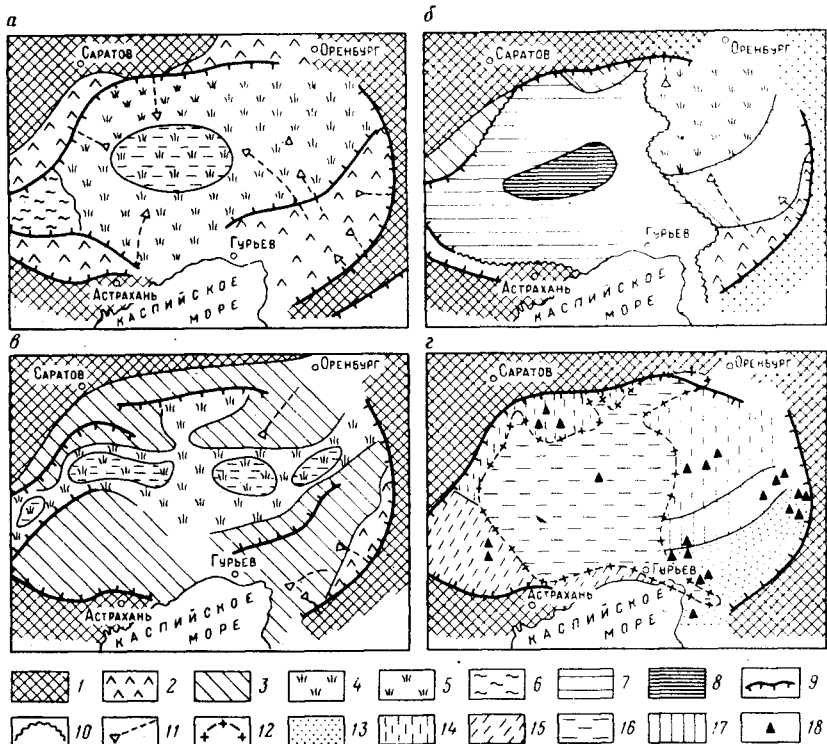 а
САРАТОВ
ОРЕНБУРГ
ГУРЬЕВ
АСТРАХАНЬ
КАСПИЙСКОЕ
МОРЕ
б
САРАТОВ
ОРЕНБУРГ
ГУРЬЕВ
АСТРАХАНЬ
КАСПИЙСКОЕ
МОРЕ
в
САРАТОВ
ОРЕНБУРГ
ГУРЬЕВ
АСТРАХАНЬ
КАСПИЙСКОЕ
МОРЕ
г
САРАТОВ
ОРЕНБУРГ
ГУРЬЕВ
АСТРАХАНЬ
КАСПИЙСКОЕ
МОРЕ
1 2 3 4 5 6 7 8 9
10 11 12 13 14 15 16 17 18